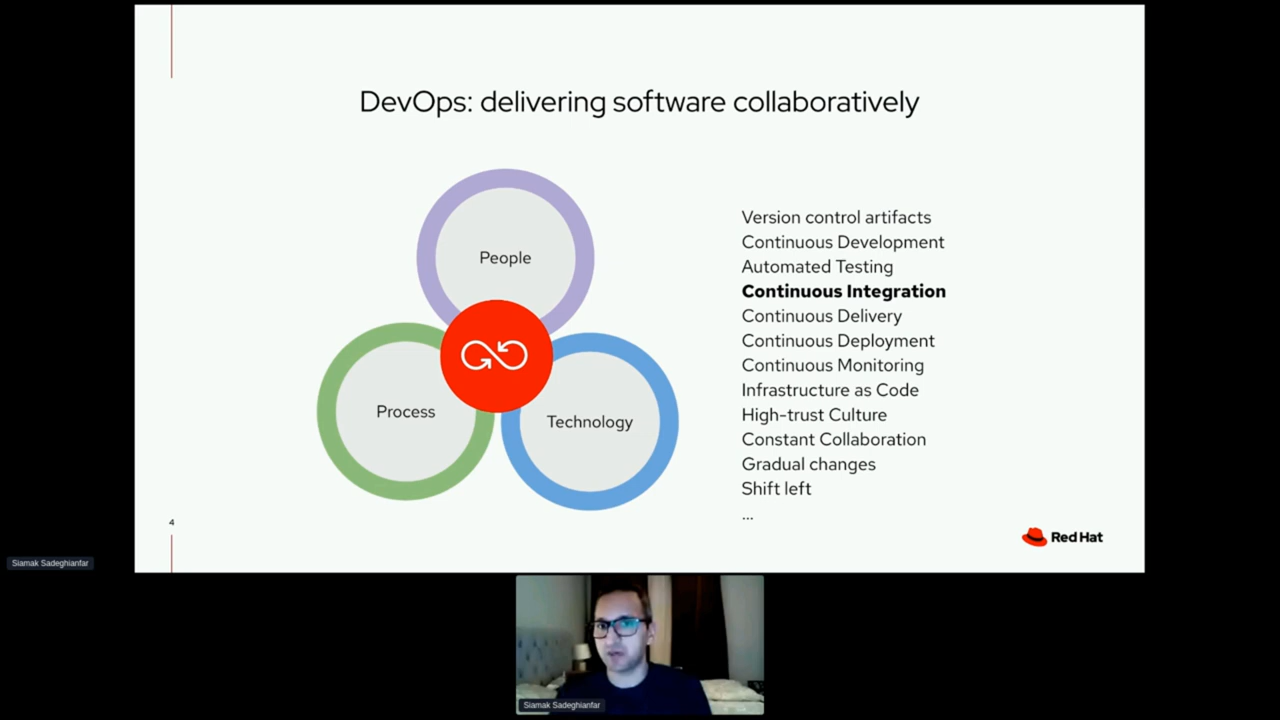 DevOps: delivering software collaboratively
People
Process
Technology
Version control artifacts
Continuous Development
Automated Testing
Continuous Integration
Continuous Delivery
Continuous Deployment
Continuous Monitoring
Infrastructure as Code
High-trust Culture
Constant Collaboration
Gradual changes
Shift left
...
4
Red Hat
Siamak Sadeghianfar
Siamak Sadeghianfar